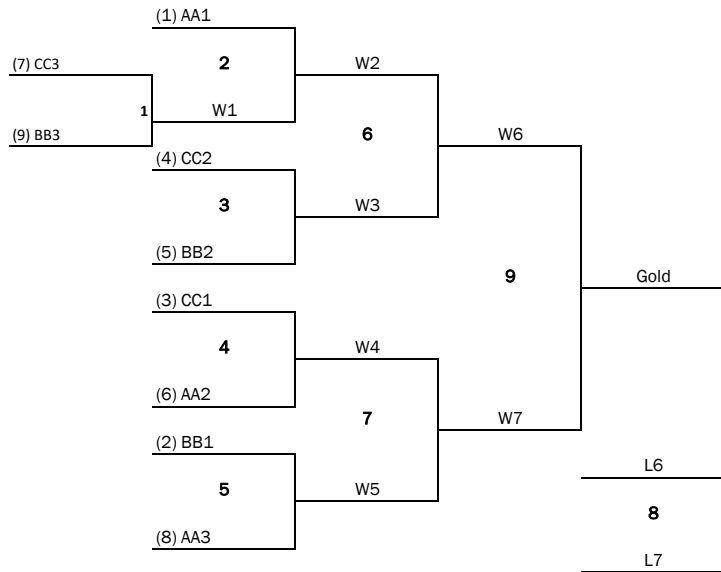 (1) AA1
2
W2
(7) CC3
1
W1
(9) BB3
6
W6
(4) CC2
3
W3
(5) BB2
9
Gold
(3) CC1
4
W4
(6) AA2
7
W7
(2) BB1
5
W5
(8) AA3
L6
8
L7